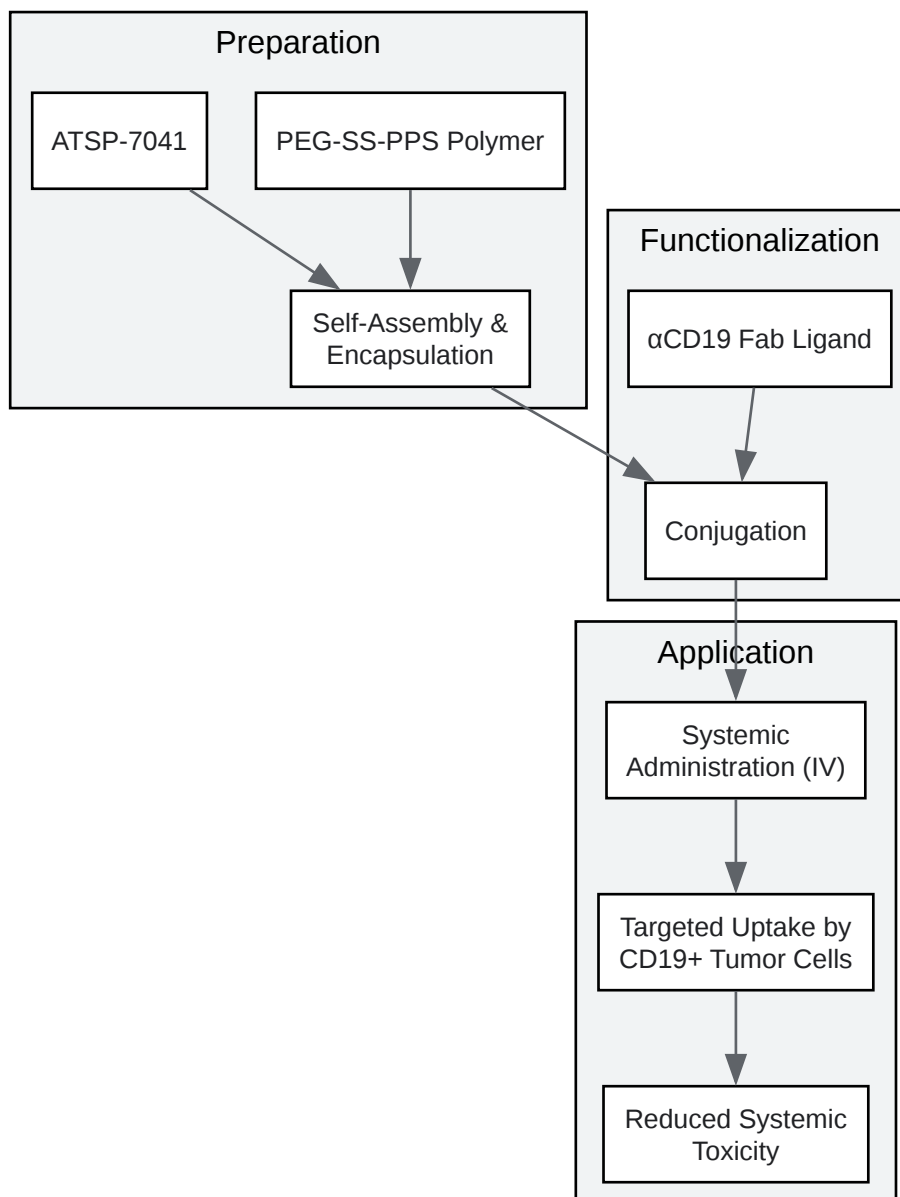 Preparation
ATSP-7041
PEG-SS-PPS Polymer
Self-Assembly &
Encapsulation
Functionalization
αCD19 Fab Ligand
Conjugation
Application
Systemic
Administration (IV)
Targeted Uptake by
CD19+ Tumor Cells
Reduced Systemic
Toxicity